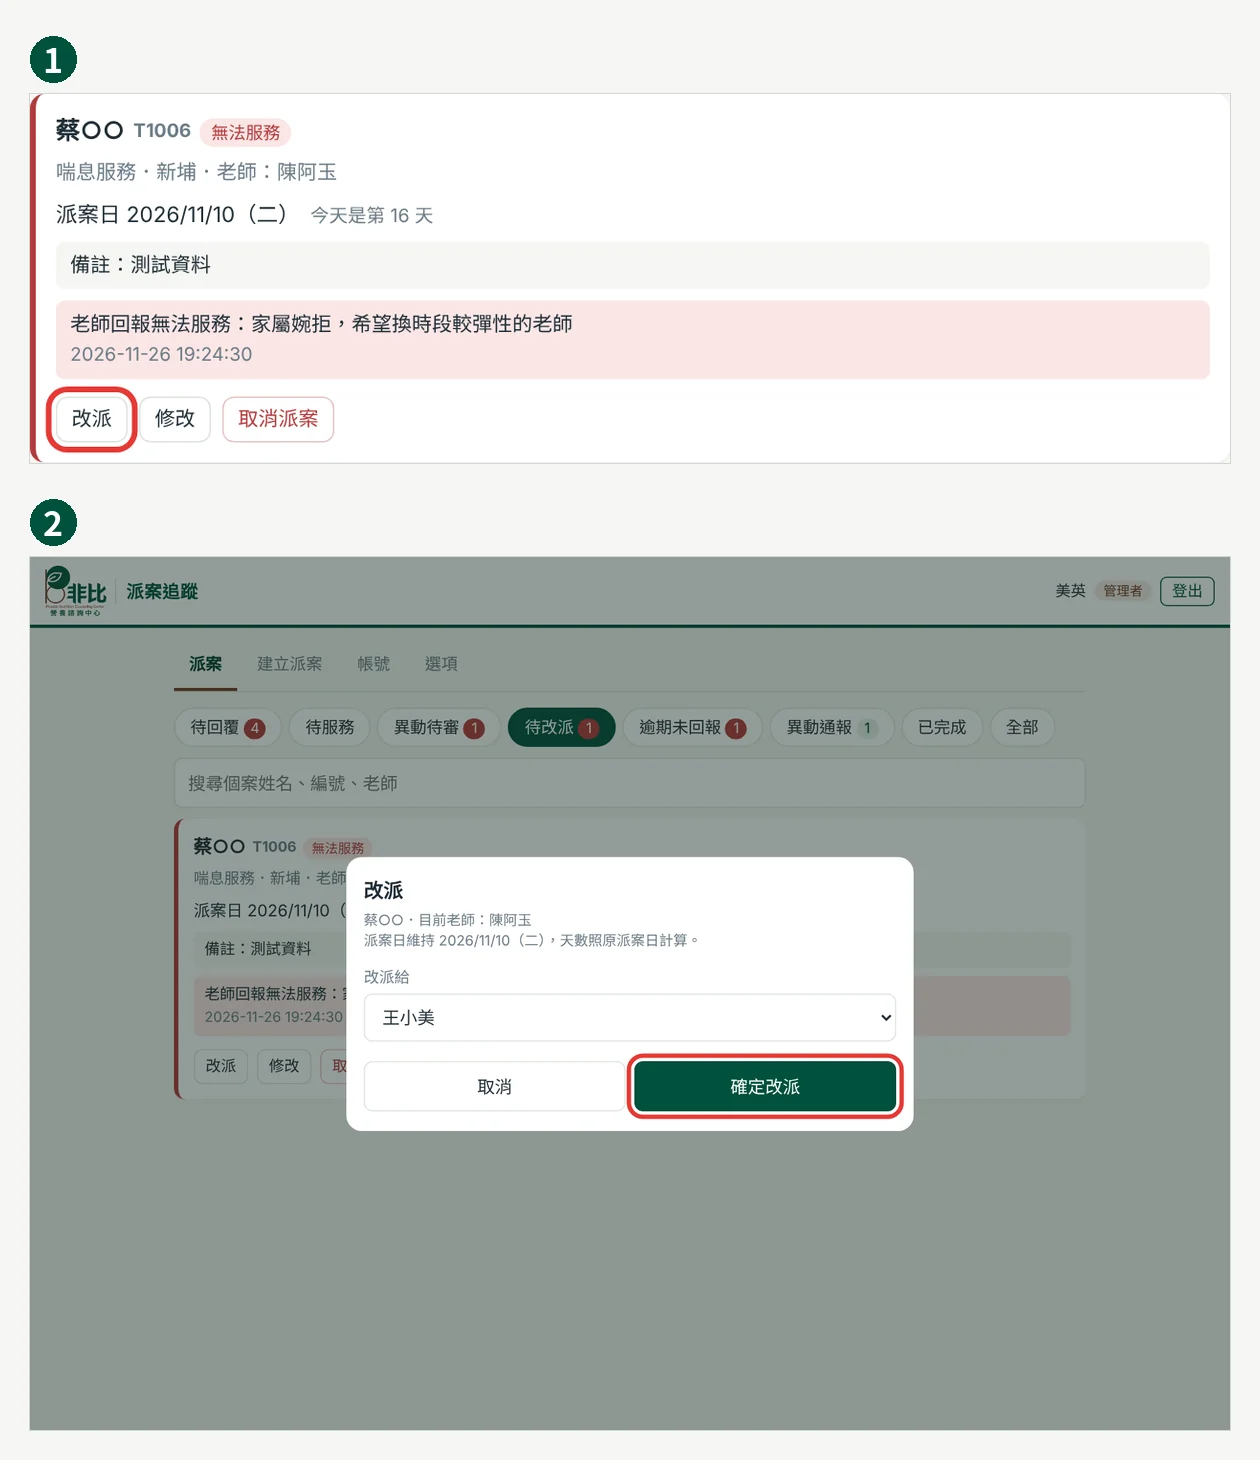 1
蔡〇〇 T1006 無法服務
喘息服務・新埔・老師：陳阿玉
派案日 2026/11/10（二） 今天是第 16 天
備註：測試資料
老師回報無法服務：家屬婉拒，希望換時段較彈性的老師
2026-11-26 19:24:30
改派 修改 取消派案
2
非比 派案追蹤 美英 管理者 登出
營養諮詢中心
派案 建立派案 帳號 選項
待回覆 4 待服務 異動待審 1 待改派 1 逾期未回報 1 異動通報 1 已完成 全部
搜尋個案姓名、編號、老師
蔡〇〇 T1006 無法服務
喘息服務・新埔・老師
派案日 2026/11/10（
備註：測試資料
老師回報無法服務：
2026-11-26 19:24:30
改派 修改 取
改派
蔡〇〇・目前老師：陳阿玉
派案日維持 2026/11/10（二），天數照原派案日計算。
改派給
王小美
取消 確定改派